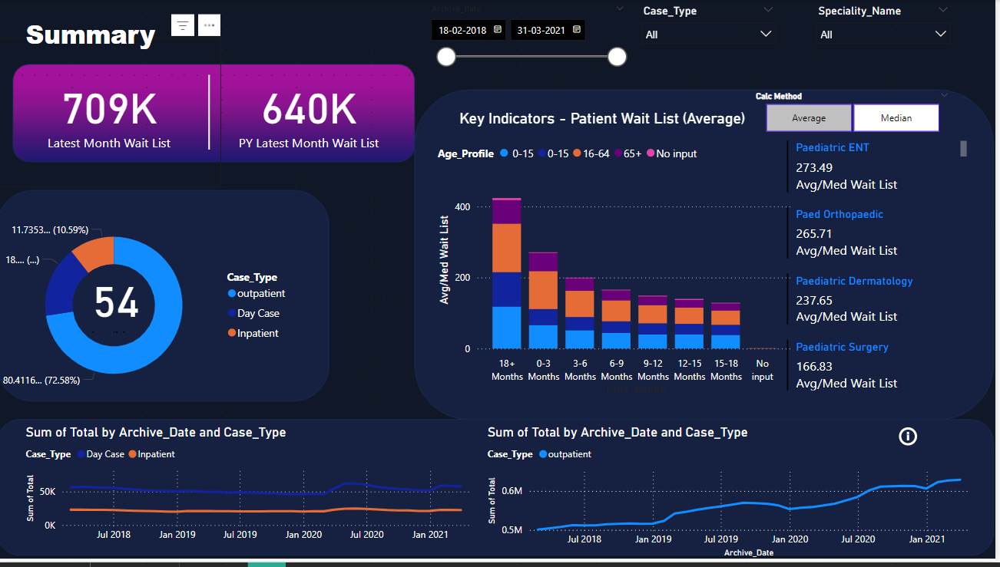 Summary
Archive_Date
18-02-2018
31-03-2021
Case_Type
All
Speciality_Name
All
709K
Latest Month Wait List
640K
PY Latest Month Wait List
Calc Method
Average
Median
Key Indicators - Patient Wait List (Average)
Age_Profile 0-15 0-15 16-64 65+ No input
Avg/Med Wait List
400
200
0
18+ Months
0-3 Months
3-6 Months
6-9 Months
9-12 Months
12-15 Months
15-18 Months
No input
Paediatric ENT
273.49
Avg/Med Wait List
Paed Orthopaedic
265.71
Avg/Med Wait List
Paediatric Dermatology
237.65
Avg/Med Wait List
Paediatric Surgery
166.83
Avg/Med Wait List
11.7353... (10.59%)
18.... (...)
54
80.4116... (72.58%)
Case_Type
outpatient
Day Case
Inpatient
Sum of Total by Archive_Date and Case_Type
Case_Type Day Case Inpatient
Sum of Total
50K
0K
Jul 2018 Jan 2019 Jul 2019 Jan 2020 Jul 2020 Jan 2021
Sum of Total by Archive_Date and Case_Type
Case_Type outpatient
Sum of Total
0.6M
0.5M
Jul 2018 Jan 2019 Jul 2019 Jan 2020 Jul 2020 Jan 2021
Archive_Date